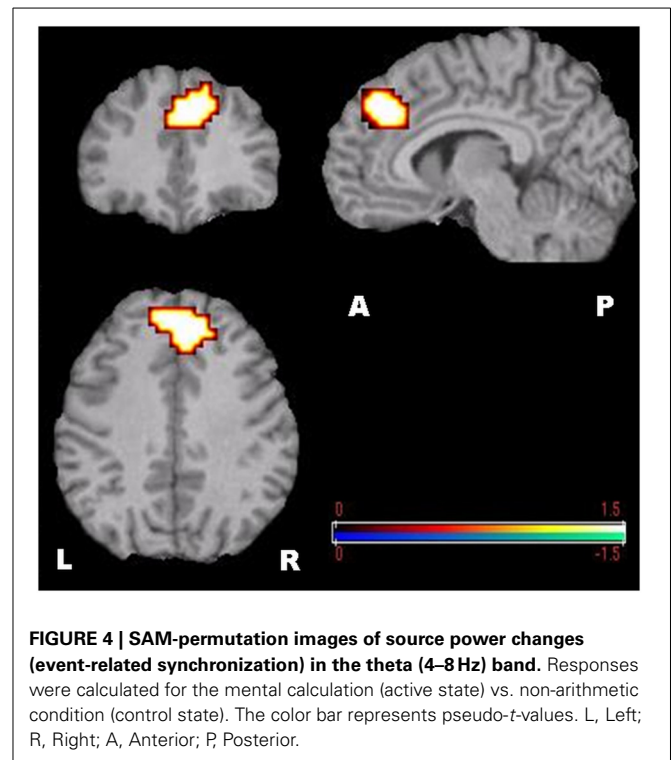 A P
0 1.5
0 -1.5
L R
FIGURE 4 | SAM-permutation images of source power changes
(event-related synchronization) in the theta (4–8 Hz) band. Responses
were calculated for the mental calculation (active state) vs. non-arithmetic
condition (control state). The color bar represents pseudo-t-values. L, Left;
R, Right; A, Anterior; P, Posterior.